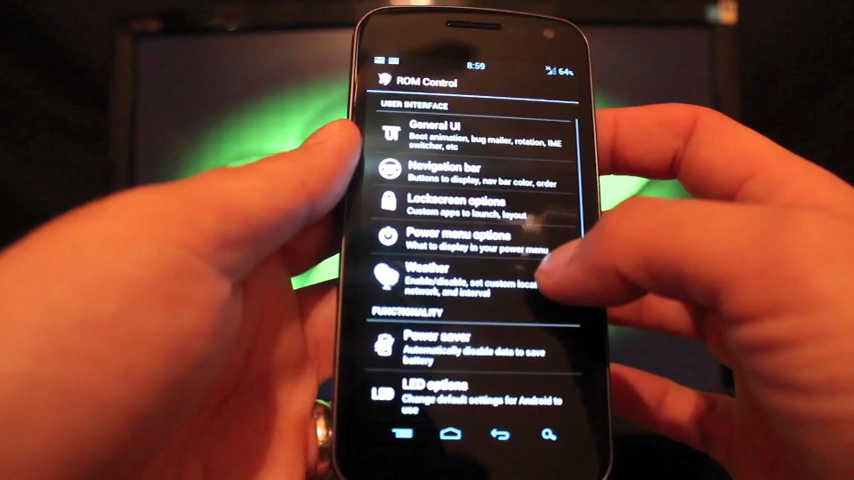 8:59
64%
ROM Control
USER INTERFACE
General UI
Boot animation, bug mailer, rotation, IME
switcher, etc
Navigation bar
Buttons to display, nav bar color, order
Lockscreen options
Custom apps to launch, layout
Power menu options
What to display in your power menu
Weather
Enable/disable, set custom
network, and interval
FUNCTIONALITY
Power saver
Automatically disable data to save
battery
LED
LED options
Change default settings for Android to
use